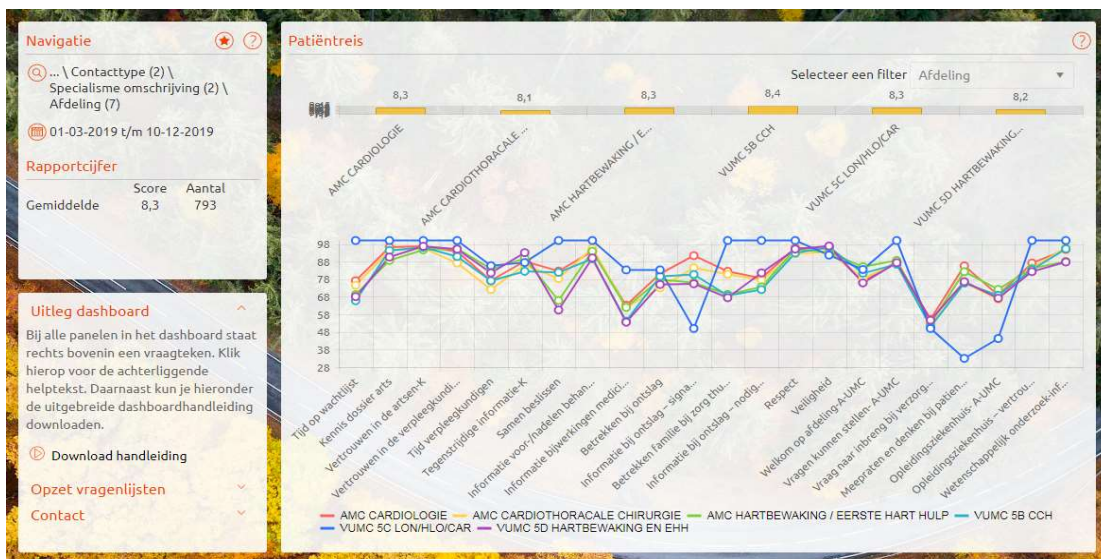 Navigatie
... \ Contacttype (2) \
Specialisme omschrijving (2) \
Afdeling (7)
01-03-2019 t/m 10-12-2019
Rapportcijfer
Score Aantal
Gemiddelde 8,3 793
Uitleg dashboard
Bij alle panelen in het dashboard staat
rechts bovenin een vraagteken. Klik
hierop voor de achterliggende
helptekst. Daarnaast kun je hieronder
de uitgebreide dashboardhandleiding
downloaden.
Download handleiding
Opzet vragenlijsten
Contact
Patiëntreis
?
Selecteer een filter Afdeling
8,3 8,1 8,3 8,4 8,3 8,2
AMC CARDIOLOGIE
AMC CARDIOTHORACALE ...
AMC HARTBEWAKING / E...
VUMC 5B CCH
VUMC 5C LON/HLO/CAR
VUMC 5D HARTBEWAKING...
98
88
78
68
58
48
38
28
Tijd op wachtlijst
Kennis dossier arts
Vertrouwen in de artsen-K
Vertrouwen in de verpleegkundi...
Tijd verpleegkundigen
Tegenstrijdige informatie-K
Samen beslissen
Informatie voor-/nadelen behan...
Informatie bijwerkingen medici...
Betrekken bij ontslag
Informatie bij ontslag – signa...
Betrekken familie bij zorg thu...
Informatie bij ontslag – nodig...
Respect
Veiligheid
Welkom op afdeling-A-UMC
Vragen kunnen stellen- A-UMC
Vraag naar inbreng bij verzorg...
Meepraten en denken bij patien...
Opleidingsziekenhuis- A-UMC
Opleidingsziekenhuis – vertrou...
Wetenschappelijk onderzoek-inf...
AMC CARDIOLOGIE AMC CARDIOTHORACALE CHIRURGIE AMC HARTBEWAKING / EERSTE HART HULP VUMC 5B CCH
VUMC 5C LON/HLO/CAR VUMC 5D HARTBEWAKING EN EHH